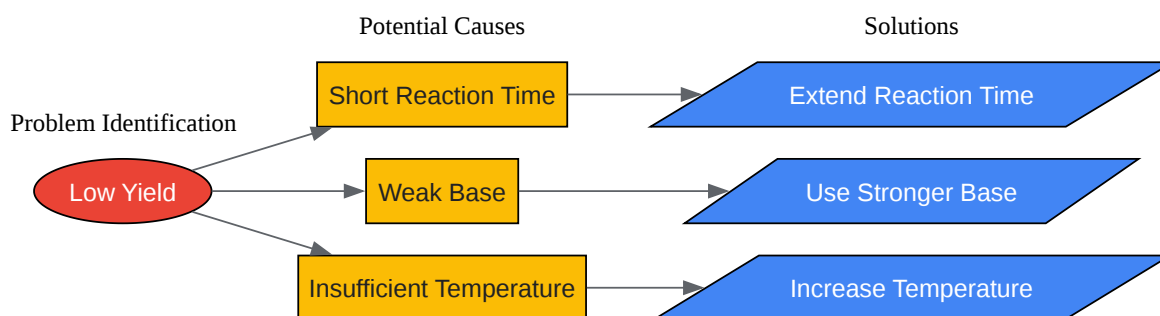 Potential Causes
Solutions
Short Reaction Time
Extend Reaction Time
Problem Identification
Low Yield
Weak Base
Use Stronger Base
Insufficient Temperature
Increase Temperature